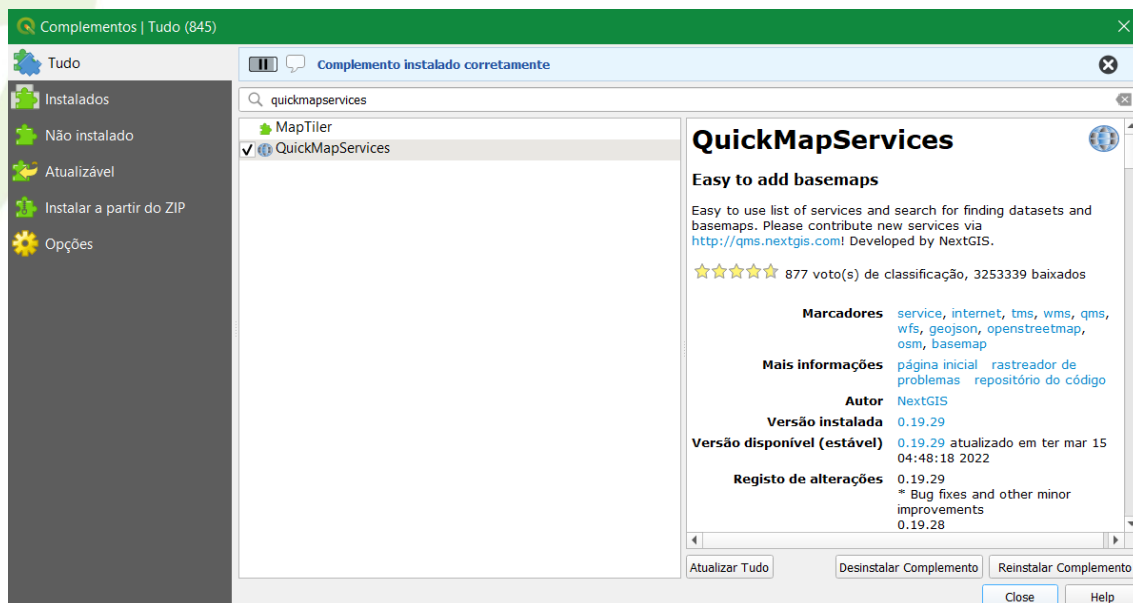 Complementos | Tudo (845)
Tudo
Instalados
Não instalado
Atualizável
Instalar a partir do ZIP
Opções
Complemento instalado corretamente
quickmapservices
MapTiler
QuickMapServices
QuickMapServices
Easy to add basemaps
Easy to use list of services and search for finding datasets and
basemaps. Please contribute new services via
http://qms.nextgis.com! Developed by NextGIS.
877 voto(s) de classificação, 3253339 baixados
Marcadores service, internet, tms, wms, qms,
wfs, geojson, openstreetmap,
osm, basemap
Mais informações página inicial rastreador de
problemas repositório do código
Autor NextGIS
Versão instalada 0.19.29
Versão disponível (estável) 0.19.29 atualizado em ter mar 15
04:48:18 2022
Registo de alterações 0.19.29
* Bug fixes and other minor
improvements
0.19.28
Atualizar Tudo Desinstalar Complemento Reinstalar Complemento
Close Help